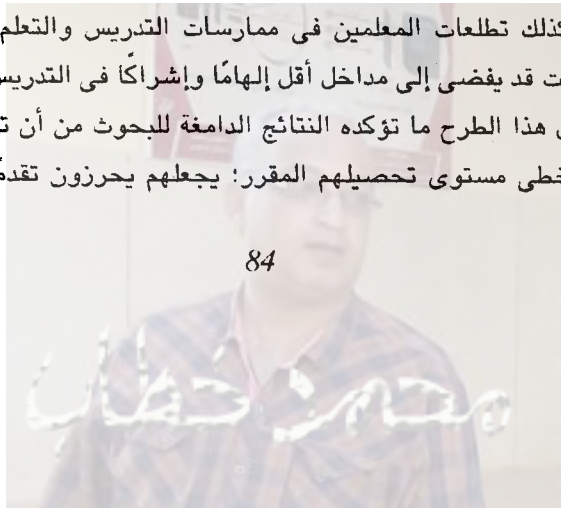 كذلك تطلعات المعلمين فى ممارسات التدريس والتعلم
ت قد يفضى إلى مداخل أقل إلهامًا وإشراكًا فى التدريس
هذا الطرح ما تؤكده النتائج الدامغة للبحوث من أن
خطى مستوى تحصيلهم المقرر؛ يجعلهم يحرزون تقدمً
84
محمد خطاب